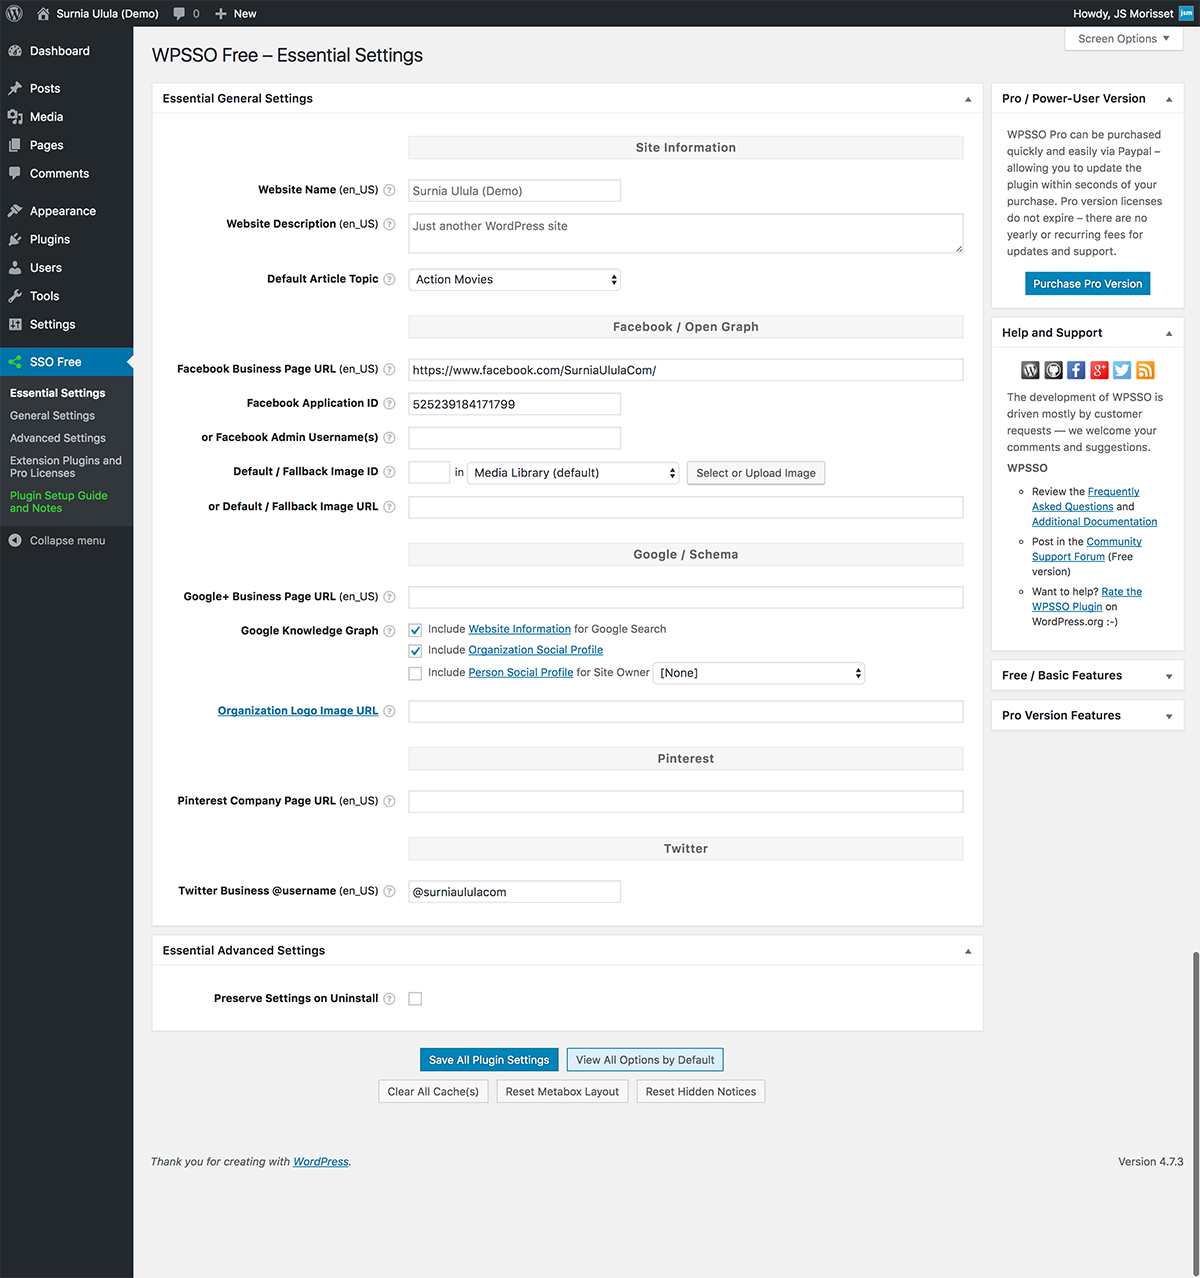 Surnia Ulula (Demo) 0 New
Howdy, JS Morisset jsm
Screen Options
Dashboard
Posts
Media
Pages
Comments
Appearance
Plugins
Users
Tools
Settings
SSO Free
Essential Settings
General Settings
Advanced Settings
Extension Plugins and
Pro Licenses
Plugin Setup Guide
and Notes
Collapse menu
WPSSO Free – Essential Settings
Essential General Settings
Site Information
Website Name (en_US) ? Surnia Ulula (Demo)
Website Description (en_US) ? Just another WordPress site
Default Article Topic ? Action Movies
Facebook / Open Graph
Facebook Business Page URL (en_US) ? https://www.facebook.com/SurniaUlulaCom/
Facebook Application ID ? 525239184171799
or Facebook Admin Username(s) ?
Default / Fallback Image ID ? in Media Library (default) Select or Upload Image
or Default / Fallback Image URL ?
Google / Schema
Google+ Business Page URL (en_US) ?
Google Knowledge Graph ? Include Website Information for Google Search
Include Organization Social Profile
Include Person Social Profile for Site Owner [None]
Organization Logo Image URL ?
Pinterest
Pinterest Company Page URL (en_US) ?
Twitter
Twitter Business @username (en_US) ? @surniaululacom
Essential Advanced Settings
Preserve Settings on Uninstall ?
Save All Plugin Settings View All Options by Default
Clear All Cache(s) Reset Metabox Layout Reset Hidden Notices
Pro / Power-User Version
WPSSO Pro can be purchased
quickly and easily via Paypal –
allowing you to update the
plugin within seconds of your
purchase. Pro version licenses
do not expire – there are no
yearly or recurring fees for
updates and support.
Purchase Pro Version
Help and Support
The development of WPSSO is
driven mostly by customer
requests — we welcome your
comments and suggestions.
WPSSO
Review the Frequently
Asked Questions and
Additional Documentation
Post in the Community
Support Forum (Free
version)
Want to help? Rate the
WPSSO Plugin on
WordPress.org :-)
Free / Basic Features
Pro Version Features
Thank you for creating with WordPress.
Version 4.7.3